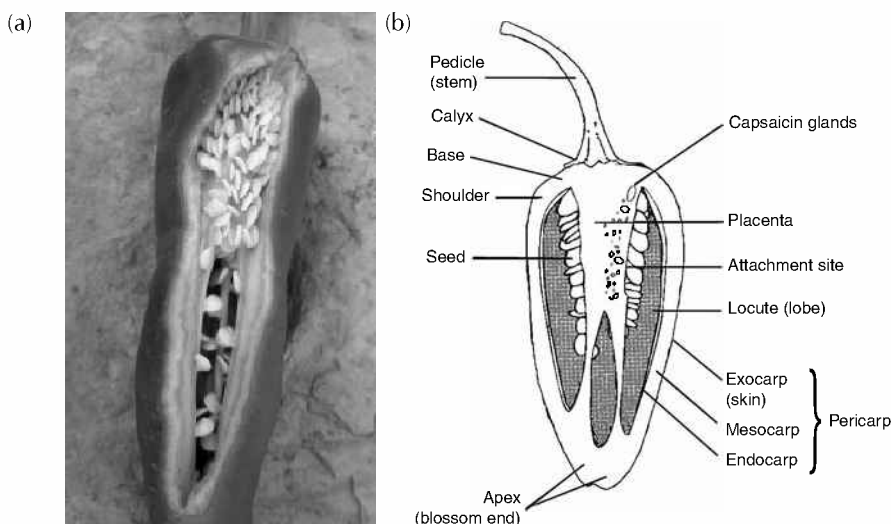 (a)
(b)
Pedicle
(stem)
Calyx
Base
Shoulder
Seed
Apex
(blossom end)
Capsaicin glands
Placenta
Attachment site
Locute (lobe)
Exocarp
(skin)
Mesocarp
Endocarp
Pericarp